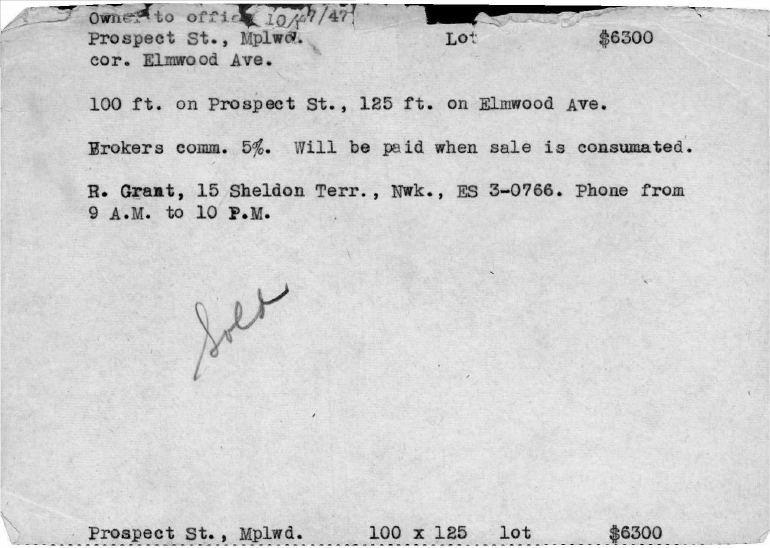 Owner to office 10/ 7/47
Prospect St., Mplwd. Lot $6300
cor. Elmwood Ave.
100 ft. on Prospect St., 125 ft. on Elmwood Ave.
Brokers comm. 5%. Will be paid when sale is consumated.
R. Grant, 15 Sheldon Terr., Nwk., ES 3-0766. Phone from
9 A.M. to 10 P.M.
Sold
Prospect St., Mplwd. 100 x 125 lot $6300